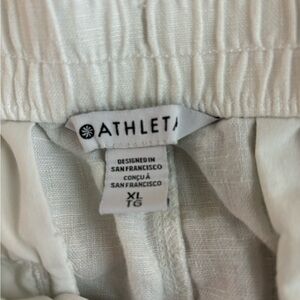 ATHLETA
DESIGNED IN
SAN FRANCISCO
CONÇU À
SAN FRANCISCO
XL
TG